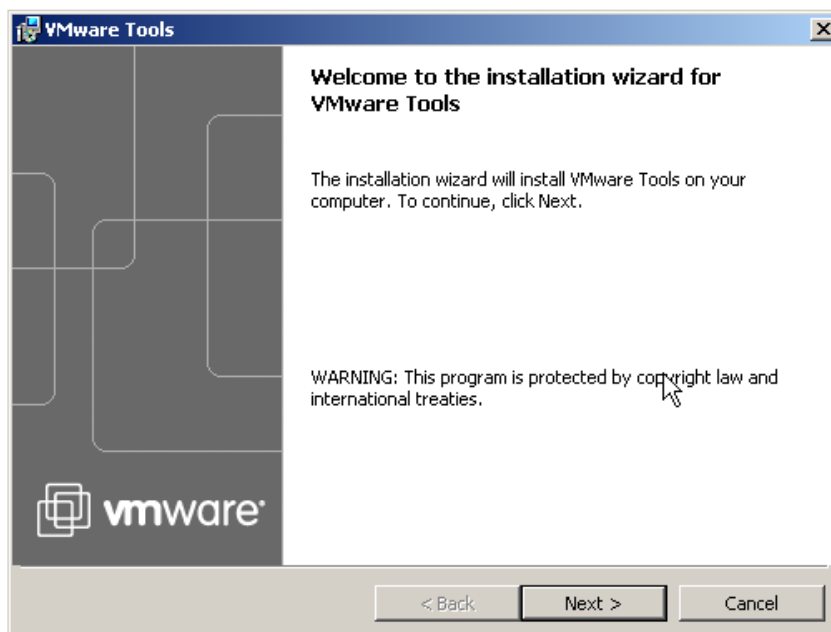 VMware Tools
Welcome to the installation wizard for
VMware Tools
The installation wizard will install VMware Tools on your
computer. To continue, click Next.
WARNING: This program is protected by copyright law and
international treaties.
vmware®
< Back
Next >
Cancel